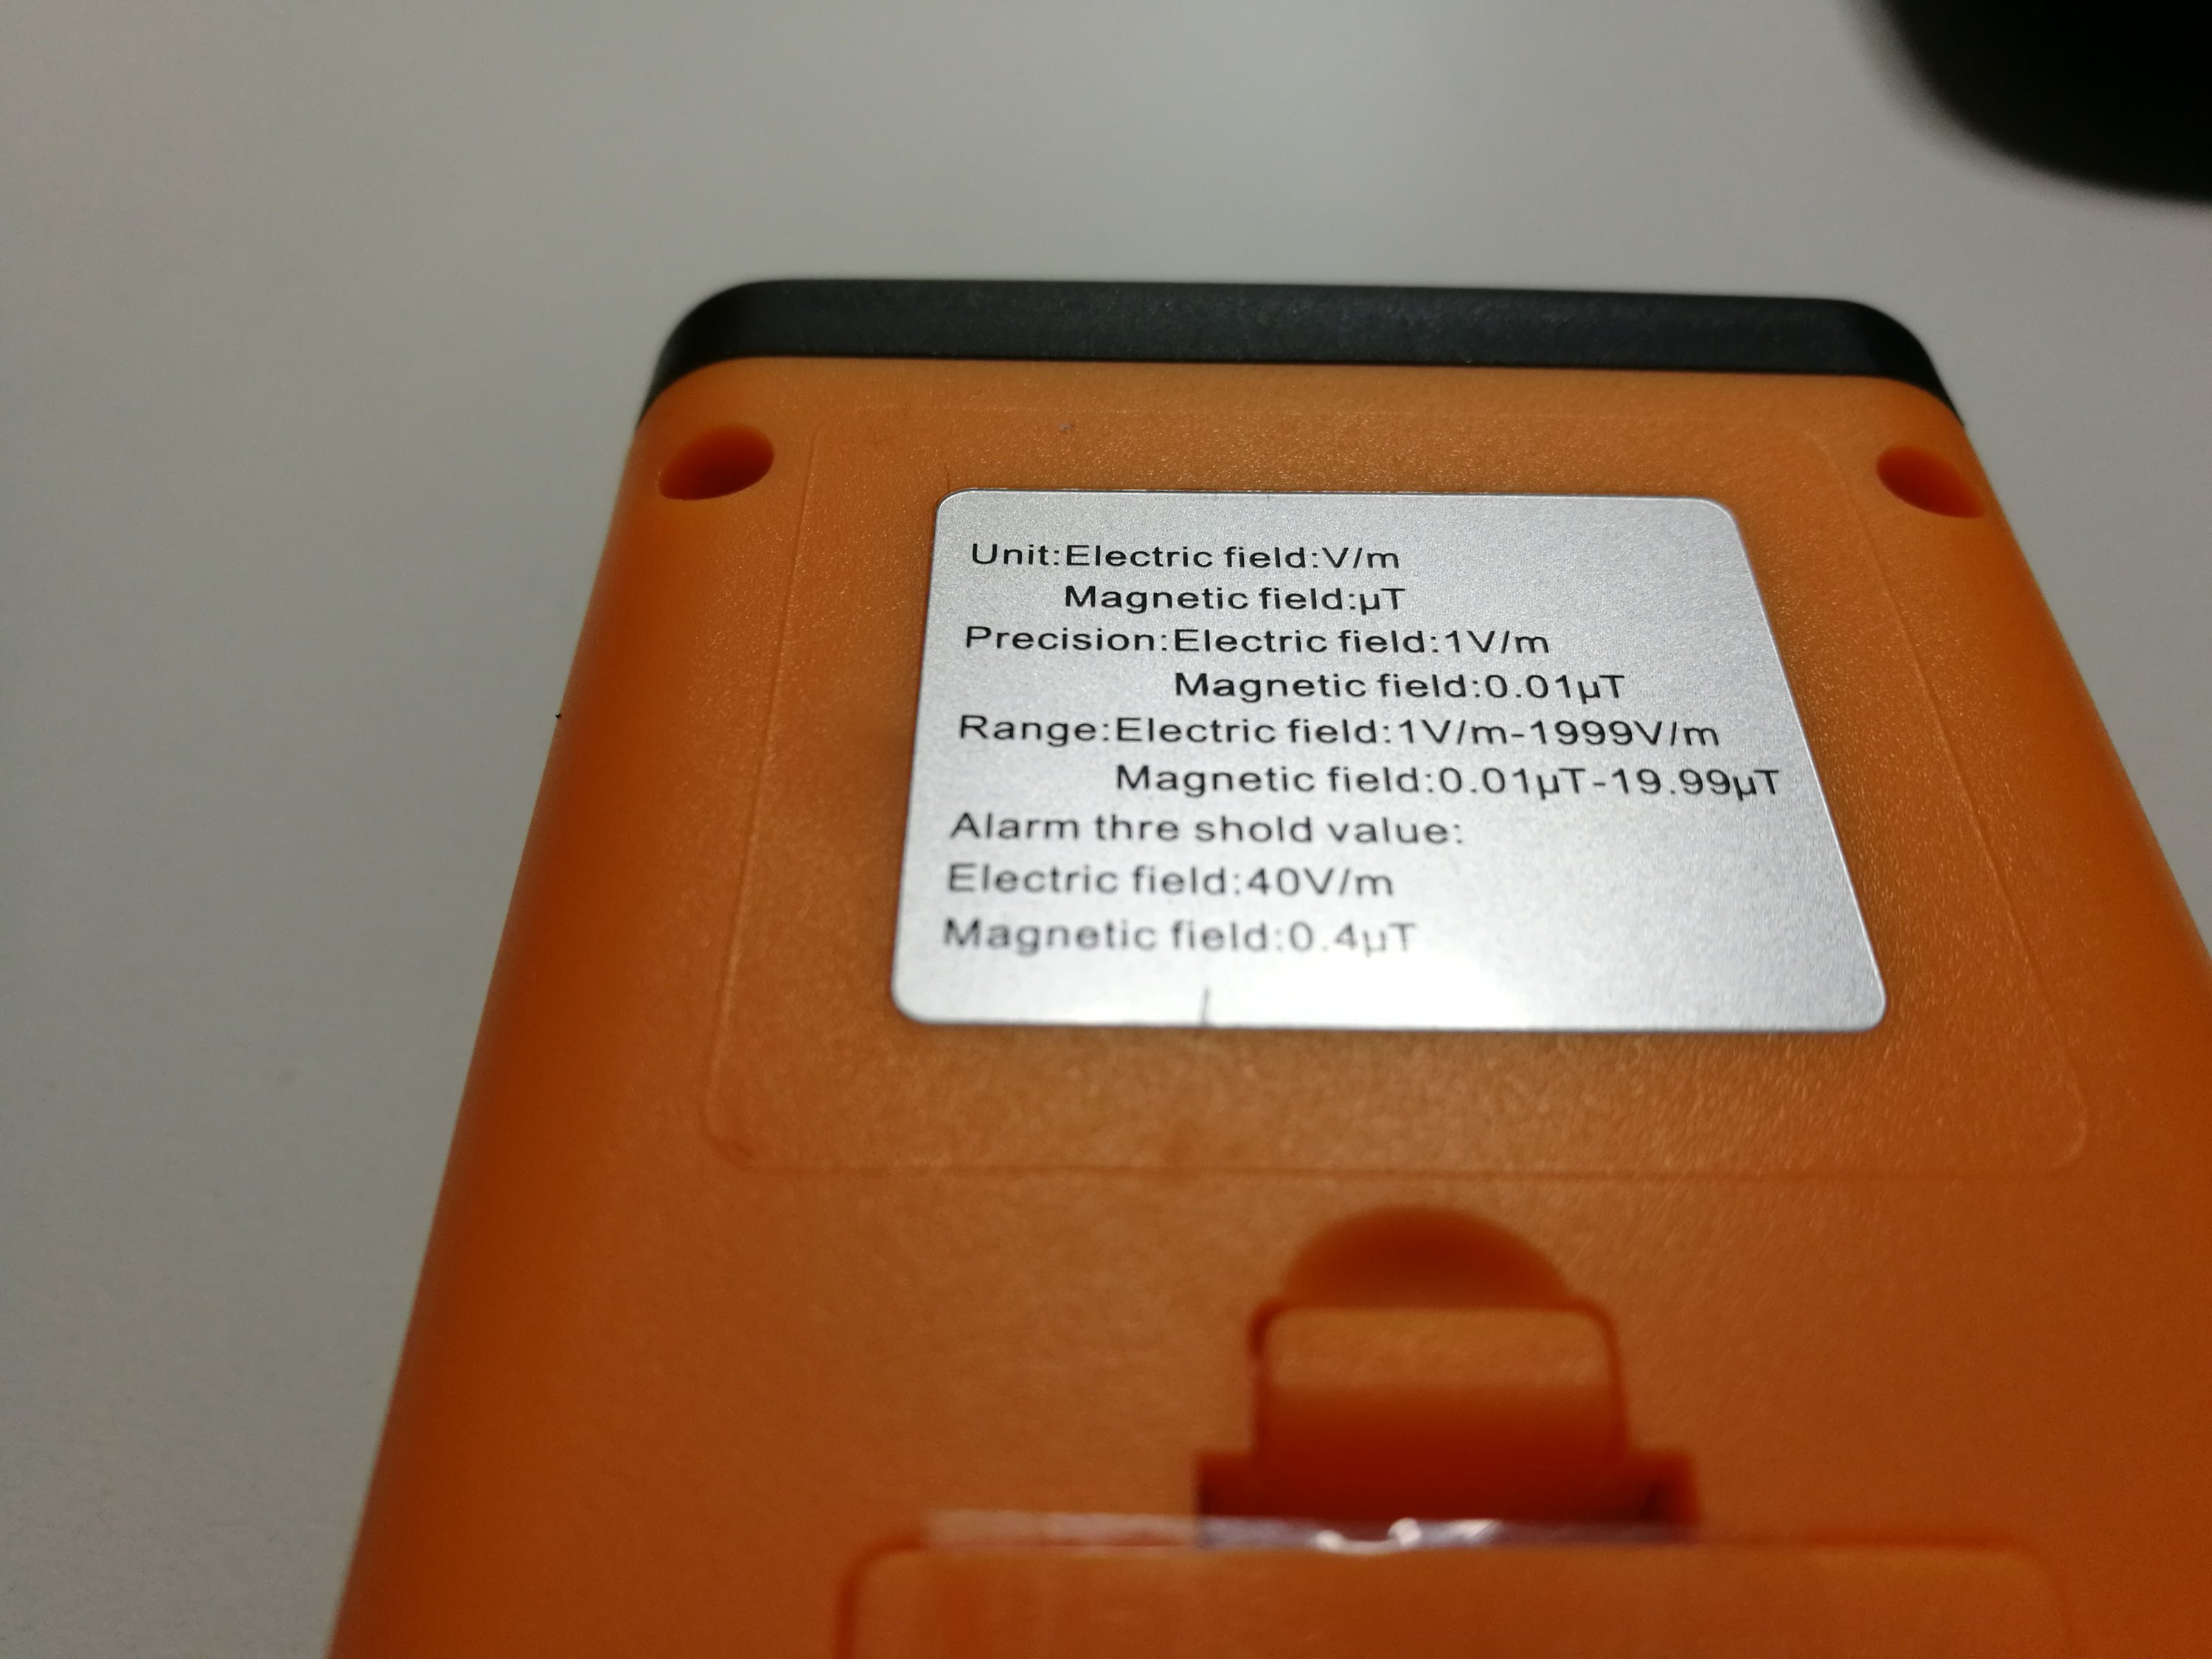 Unit:Electric field:V/m
Magnetic field:µT
Precision:Electric field:1V/m
Magnetic field:0.01µT
Range:Electric field:1V/m-1999V/m
Magnetic field:0.01µT-19.99µT
Alarm thre shold value:
Electric field:40V/m
Magnetic field:0.4µT